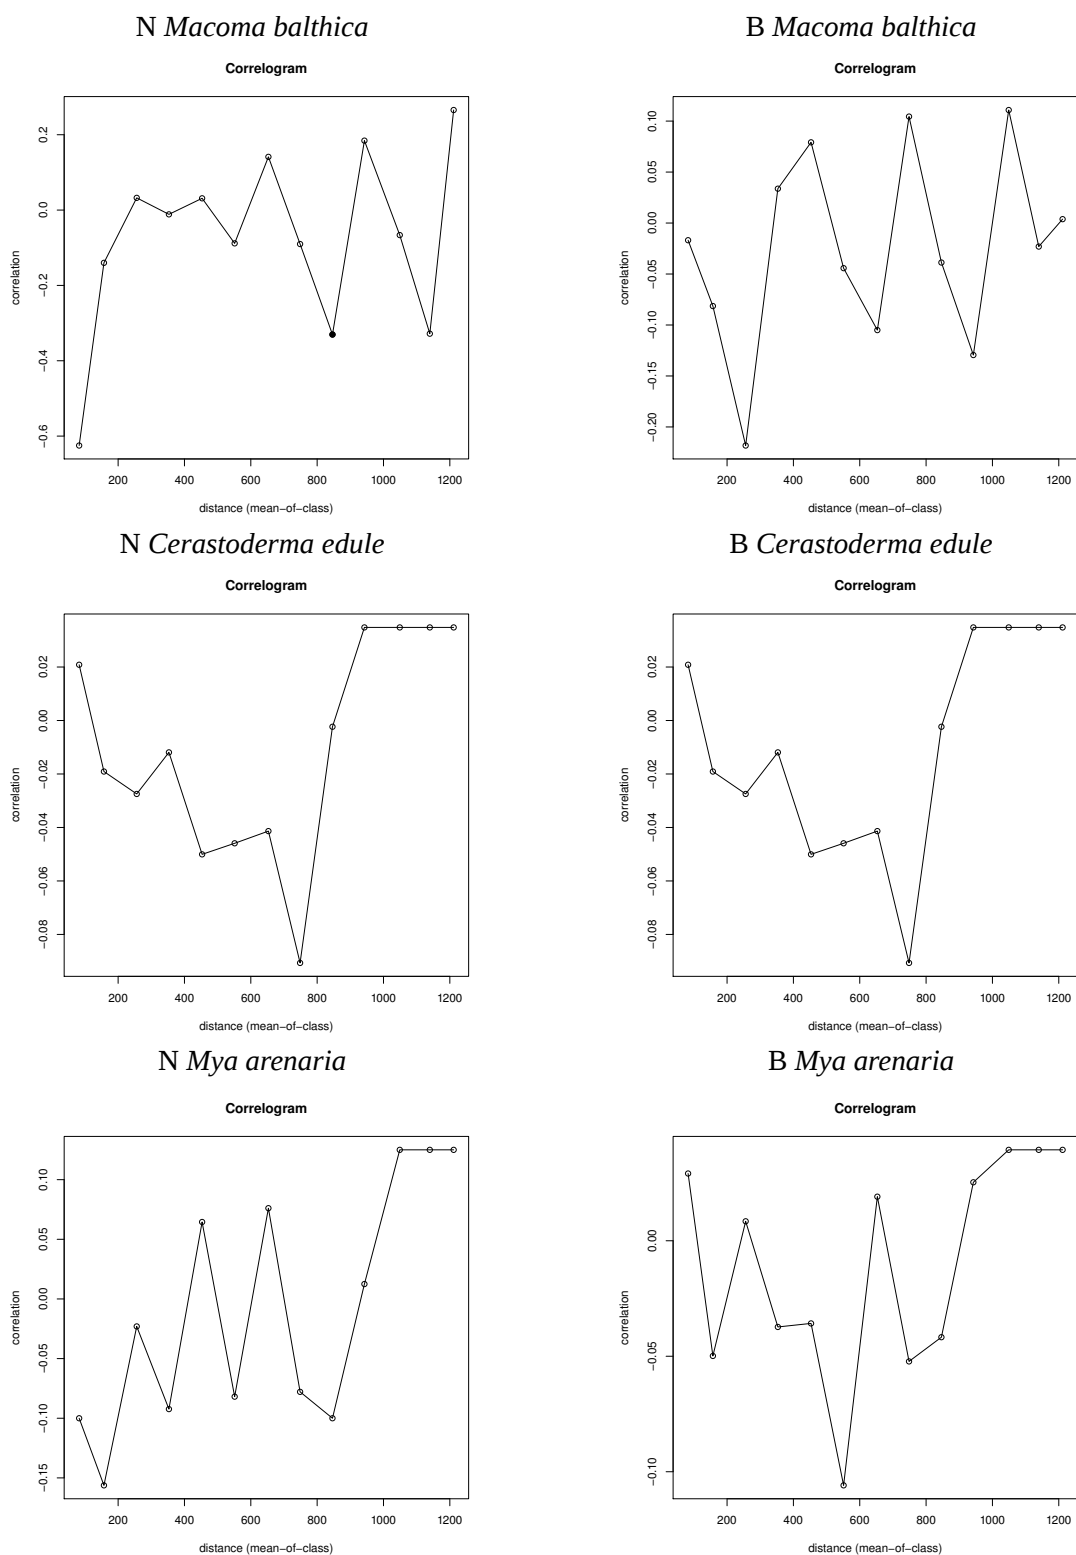 N Macoma balthica
Correlogram
0.2
0.0
−0.2
−0.4
−0.6
correlation
200 400 600 800 1000 1200
distance (mean−of−class)
B Macoma balthica
Correlogram
0.10
0.05
0.00
−0.05
−0.10
−0.15
−0.20
correlation
200 400 600 800 1000 1200
distance (mean−of−class)
N Cerastoderma edule
Correlogram
0.02
0.00
−0.02
−0.04
−0.06
−0.08
correlation
200 400 600 800 1000 1200
distance (mean−of−class)
B Cerastoderma edule
Correlogram
0.02
0.00
−0.02
−0.04
−0.06
−0.08
correlation
200 400 600 800 1000 1200
distance (mean−of−class)
N Mya arenaria
Correlogram
0.10
0.05
0.00
−0.05
−0.10
−0.15
correlation
200 400 600 800 1000 1200
distance (mean−of−class)
B Mya arenaria
Correlogram
0.00
−0.05
−0.10
correlation
200 400 600 800 1000 1200
distance (mean−of−class)